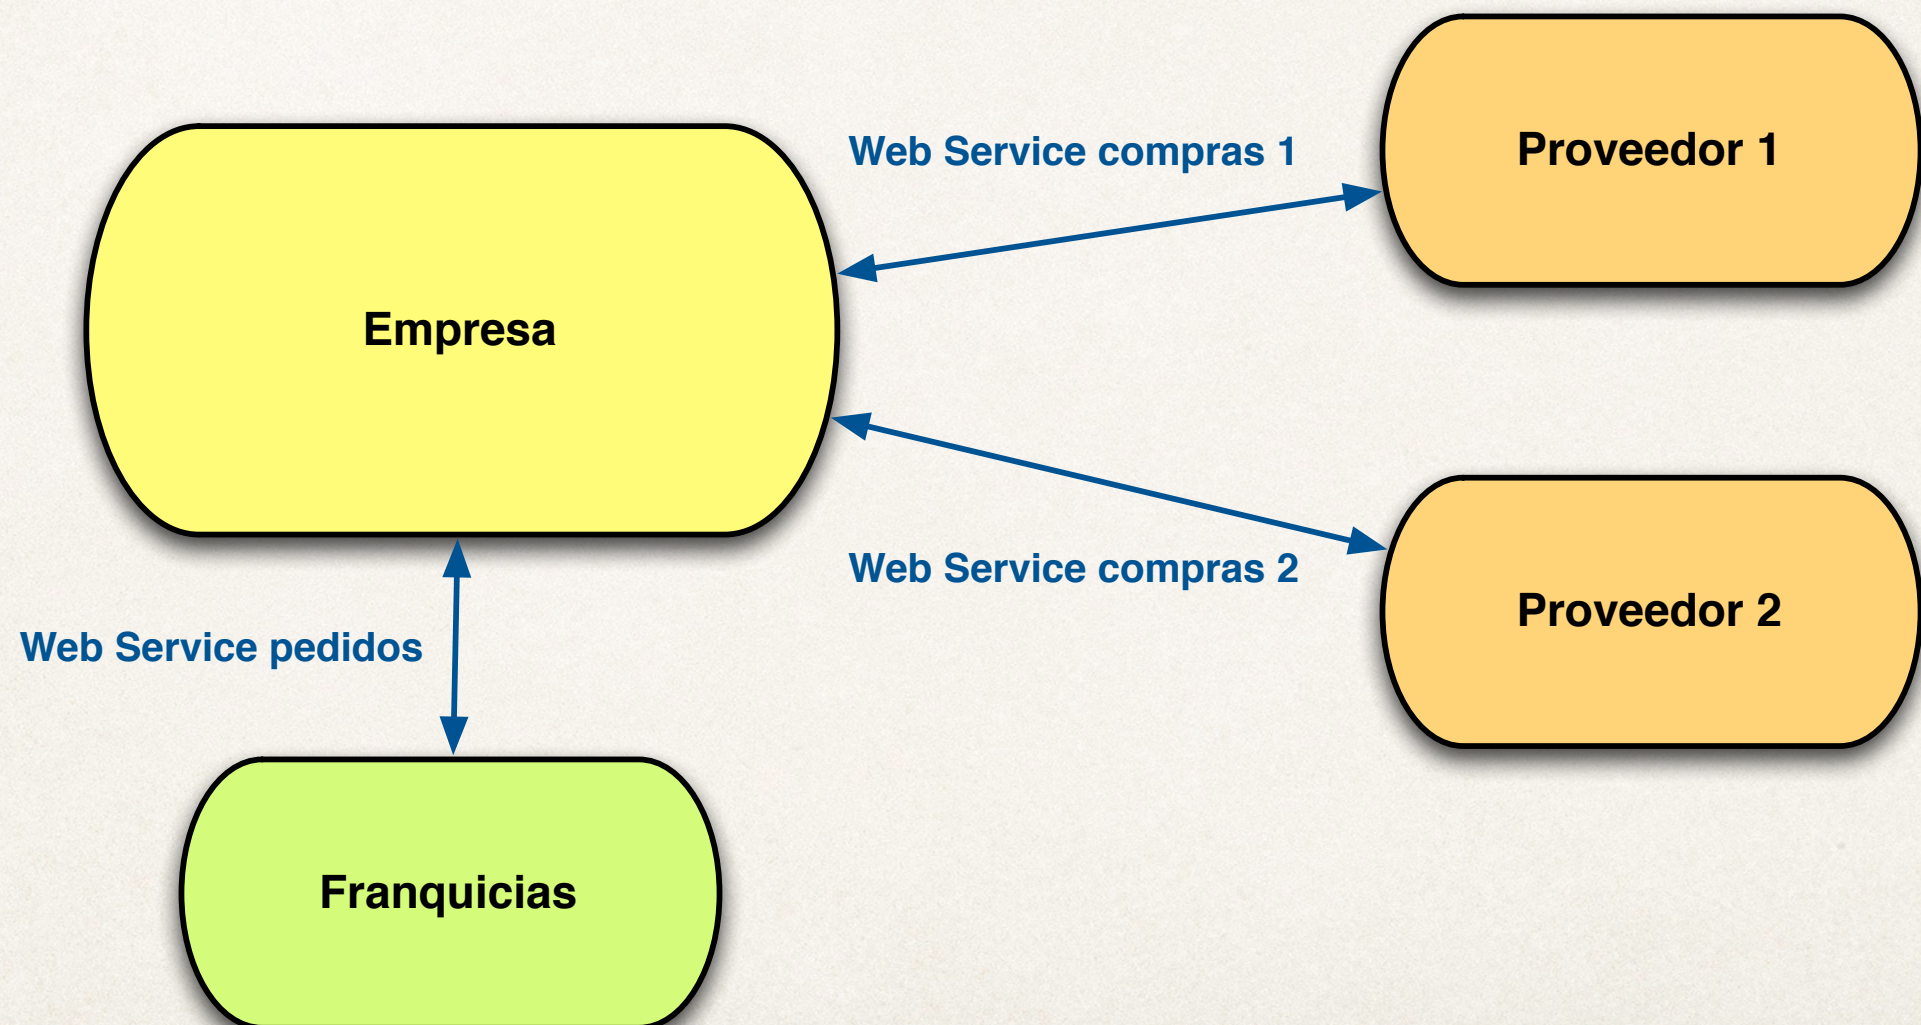 Web Service compras 1
Proveedor 1
Empresa
Web Service compras 2
Proveedor 2
Web Service pedidos
Franquicias